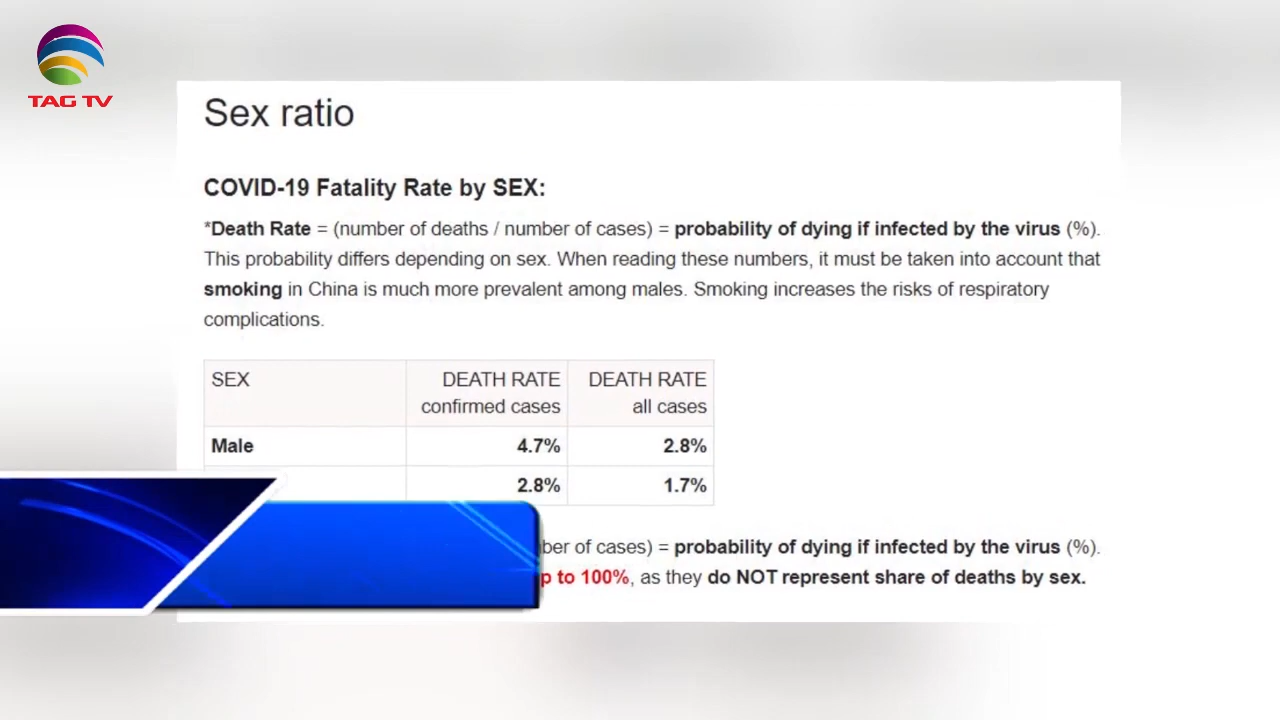 TAG TV
Sex ratio
COVID-19 Fatality Rate by SEX:
*Death Rate = (number of deaths / number of cases) = probability of dying if infected by the virus (%).
This probability differs depending on sex. When reading these numbers, it must be taken into account that
smoking in China is much more prevalent among males. Smoking increases the risks of respiratory
complications.
SEX DEATH RATE confirmed cases DEATH RATE all cases
Male 4.7% 2.8%
2.8% 1.7%
of cases) = probability of dying if infected by the virus (%).
to 100%, as they do NOT represent share of deaths by sex.